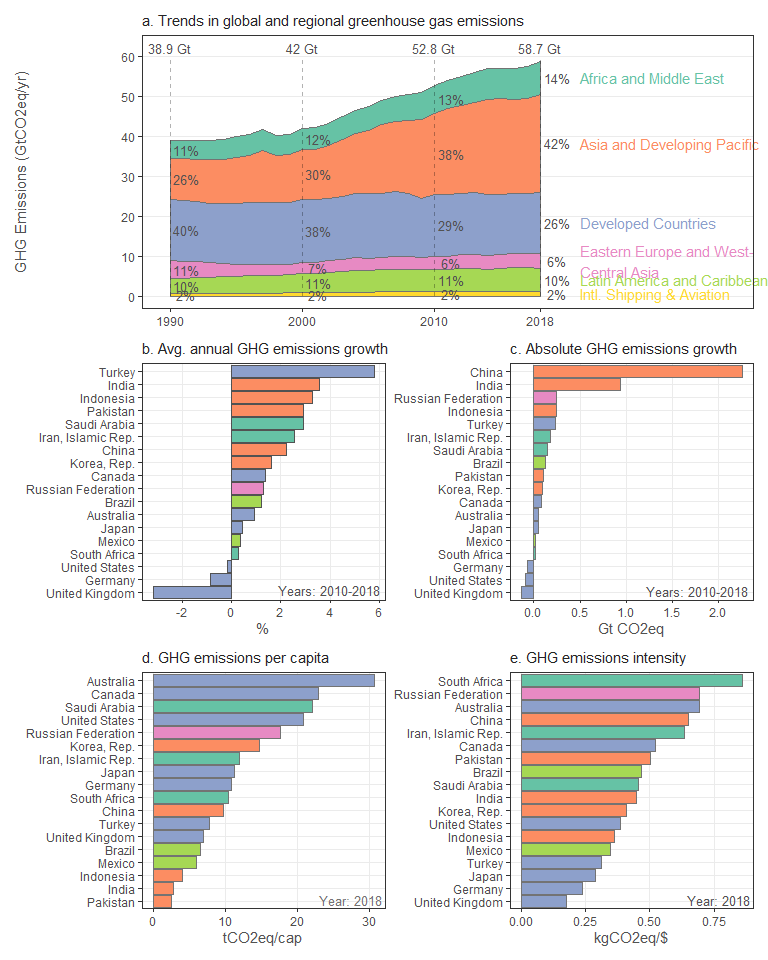 a. Trends in global and regional greenhouse gas emissions
GHG Emissions (GtCO2eq/yr)
38.9 Gt
42 Gt
52.8 Gt
58.7 Gt
60
50
40
30
20
10
0
11%
26%
40%
11%
10%
2%
12%
30%
38%
7%
11%
2%
13%
38%
29%
6%
11%
2%
14% Africa and Middle East
42% Asia and Developing Pacific
26% Developed Countries
6% Eastern Europe and West-
Central Asia
10% Latin America and Caribbean
2% Intl. Shipping & Aviation
1990
2000
2010
2018
b. Avg. annual GHG emissions growth
Turkey
India
Indonesia
Pakistan
Saudi Arabia
Iran, Islamic Rep.
China
Korea, Rep.
Canada
Russian Federation
Brazil
Australia
Japan
Mexico
South Africa
United States
Germany
United Kingdom
Years: 2010-2018
-2
0
2
4
6
%
c. Absolute GHG emissions growth
China
India
Russian Federation
Indonesia
Turkey
Iran, Islamic Rep.
Saudi Arabia
Brazil
Pakistan
Korea, Rep.
Canada
Australia
Japan
Mexico
South Africa
Germany
United States
United Kingdom
Years: 2010-2018
0.0
0.5
1.0
1.5
2.0
Gt CO2eq
d. GHG emissions per capita
Australia
Canada
Saudi Arabia
United States
Russian Federation
Korea, Rep.
Iran, Islamic Rep.
Japan
Germany
South Africa
China
Turkey
United Kingdom
Brazil
Mexico
Indonesia
India
Pakistan
Year: 2018
0
10
20
30
tCO2eq/cap
e. GHG emissions intensity
South Africa
Russian Federation
Australia
China
Iran, Islamic Rep.
Canada
Pakistan
Brazil
Saudi Arabia
India
Korea, Rep.
United States
Indonesia
Mexico
Turkey
Japan
Germany
United Kingdom
Year: 2018
0.00
0.25
0.50
0.75
kgCO2eq/$